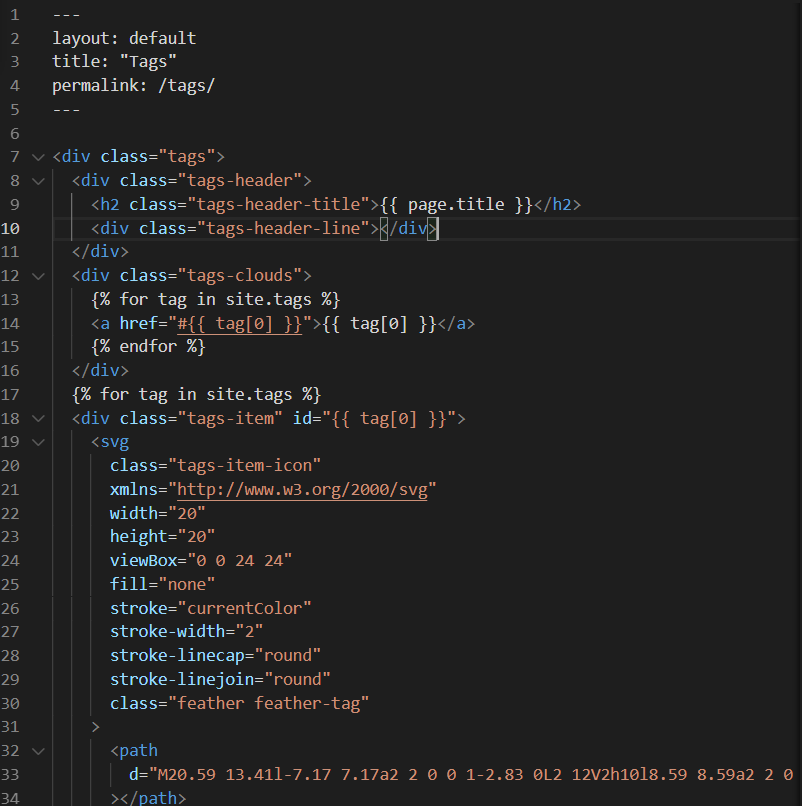 1 ---
2 layout: default
3 title: "Tags"
4 permalink: /tags/
5 ---
6
7 <div class="tags">
8 <div class="tags-header">
9 <h2 class="tags-header-title">{{ page.title }}</h2>
10 <div class="tags-header-line"></div>
11 </div>
12 <div class="tags-clouds">
13 {% for tag in site.tags %}
14 <a href="#{{ tag[0] }}">{{ tag[0] }}</a>
15 {% endfor %}
16 </div>
17 {% for tag in site.tags %}
18 <div class="tags-item" id="{{ tag[0] }}">
19 <svg
20 class="tags-item-icon"
21 xmlns="http://www.w3.org/2000/svg"
22 width="20"
23 height="20"
24 viewBox="0 0 24 24"
25 fill="none"
26 stroke="currentColor"
27 stroke-width="2"
28 stroke-linecap="round"
29 stroke-linejoin="round"
30 class="feather feather-tag"
31 >
32 <path
33 d="M20.59 13.41l-7.17 7.17a2 2 0 0 1-2.83 0L2 12V2h10l8.59 8.59a2 2 0
34 ></path>